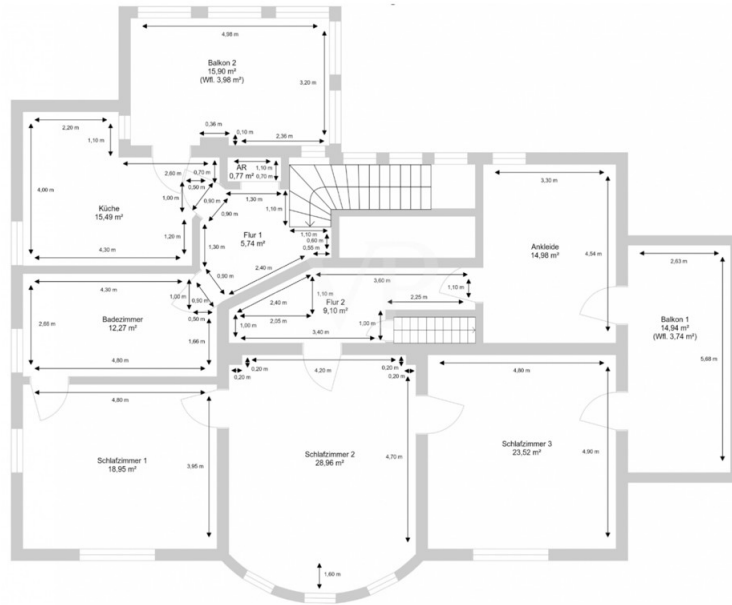 4,98 m
Balkon 2
15,90 m²
(Wfl. 3,98 m²)
3,20 m
0,36 m
0,10 m
2,38 m
2,20 m
1,10 m
4,00 m
2,60 m
0,70 m
0,90 m
1,00 m
0,60 m
Küche
15,49 m²
1,20 m
4,30 m
AR
0,77 m²
1,10 m
0,70 m
1,30 m
1,10 m
0,90 m
Flur 1
5,74 m²
1,30 m
1,10 m
0,60 m
0,55 m
2,40 m
0,90 m
3,30 m
Ankleide
14,98 m²
4,54 m
2,63 m
Balkon 1
14,94 m²
(Wfl. 3,74 m²)
5,68 m
4,30 m
1,00 m
0,50 m
Badezimmer
12,27 m²
2,65 m
1,66 m
4,80 m
3,60 m
1,10 m
2,40 m
Flur 2
9,10 m²
2,25 m
1,10 m
2,05 m
1,00 m
3,40 m
1,00 m
4,80 m
Schlafzimmer 1
18,95 m²
3,95 m
0,20 m
0,20 m
4,20 m
0,20 m
0,20 m
Schlafzimmer 2
28,96 m²
4,70 m
1,60 m
4,80 m
Schlafzimmer 3
23,52 m²
4,90 m